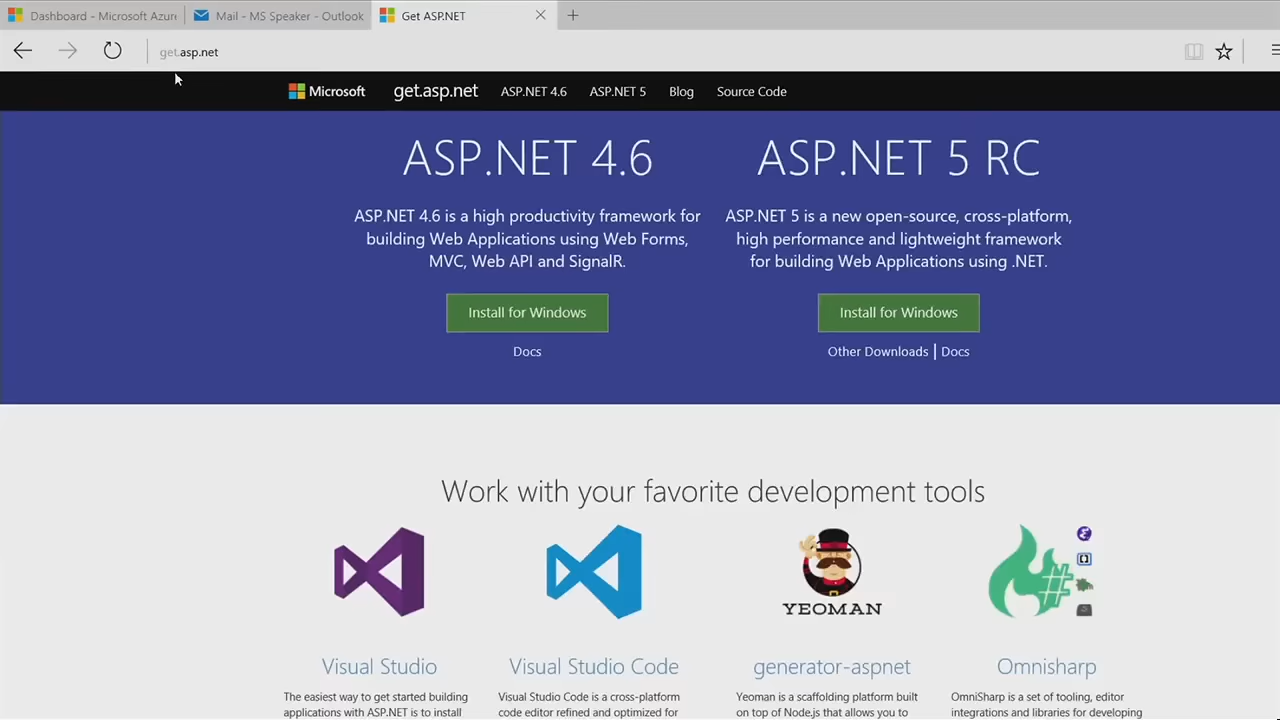 Dashboard - Microsoft Azur
Mail - MS Speaker - Outlook
Get ASP.NET
get.asp.net
Microsoft
get.asp.net
ASP.NET 4.6
ASP.NET 5
Blog
Source Code
ASP.NET 4.6
ASP.NET 4.6 is a high productivity framework for
building Web Applications using Web Forms,
MVC, Web API and SignalR.
Install for Windows
Docs
ASP.NET 5 RC
ASP.NET 5 is a new open-source, cross-platform,
high performance and lightweight framework
for building Web Applications using .NET.
Install for Windows
Other Downloads | Docs
Work with your favorite development tools
YEOMAN
Visual Studio
The easiest way to get started building
applications with ASP.NET is to install
Visual Studio Code
Visual Studio Code is a cross-platform
code editor refined and optimized for
generator-aspnet
Yeoman is a scaffolding platform built
on top of Node.js that allows you to
Omnisharp
OmniSharp is a set of tooling, editor
integrations and libraries for developing